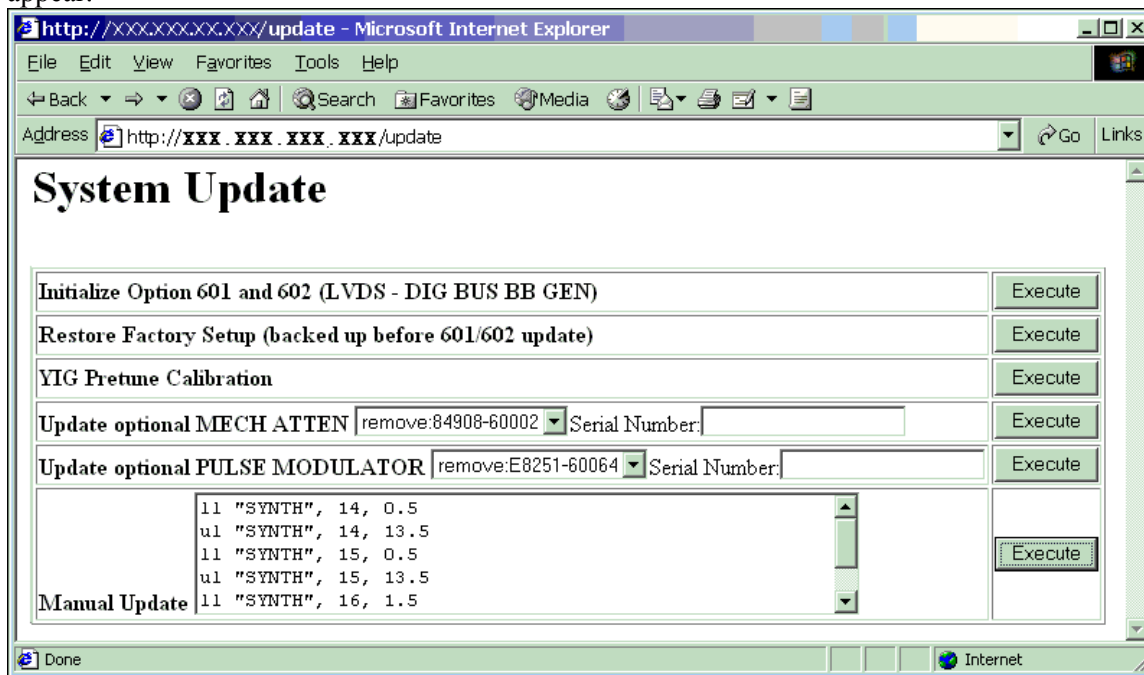 appear.
http://XXX.XXX.XX.XXX/update - Microsoft Internet Explorer
File Edit View Favorites Tools Help
Back Search Favorites Media
Address http://XXX.XXX.XXX.XXX/update Go Links
System Update
Initialize Option 601 and 602 (LVDS - DIG BUS BB GEN) Execute
Restore Factory Setup (backed up before 601/602 update) Execute
YIG Pretune Calibration Execute
Update optional MECH ATTEN remove:84908-60002 Serial Number: Execute
Update optional PULSE MODULATOR remove:E8251-60064 Serial Number: Execute
ll "SYNTH", 14, 0.5
ul "SYNTH", 14, 13.5
ll "SYNTH", 15, 0.5
Execute
ul "SYNTH", 15, 13.5
Manual Update ll "SYNTH", 16, 1.5
Done Internet